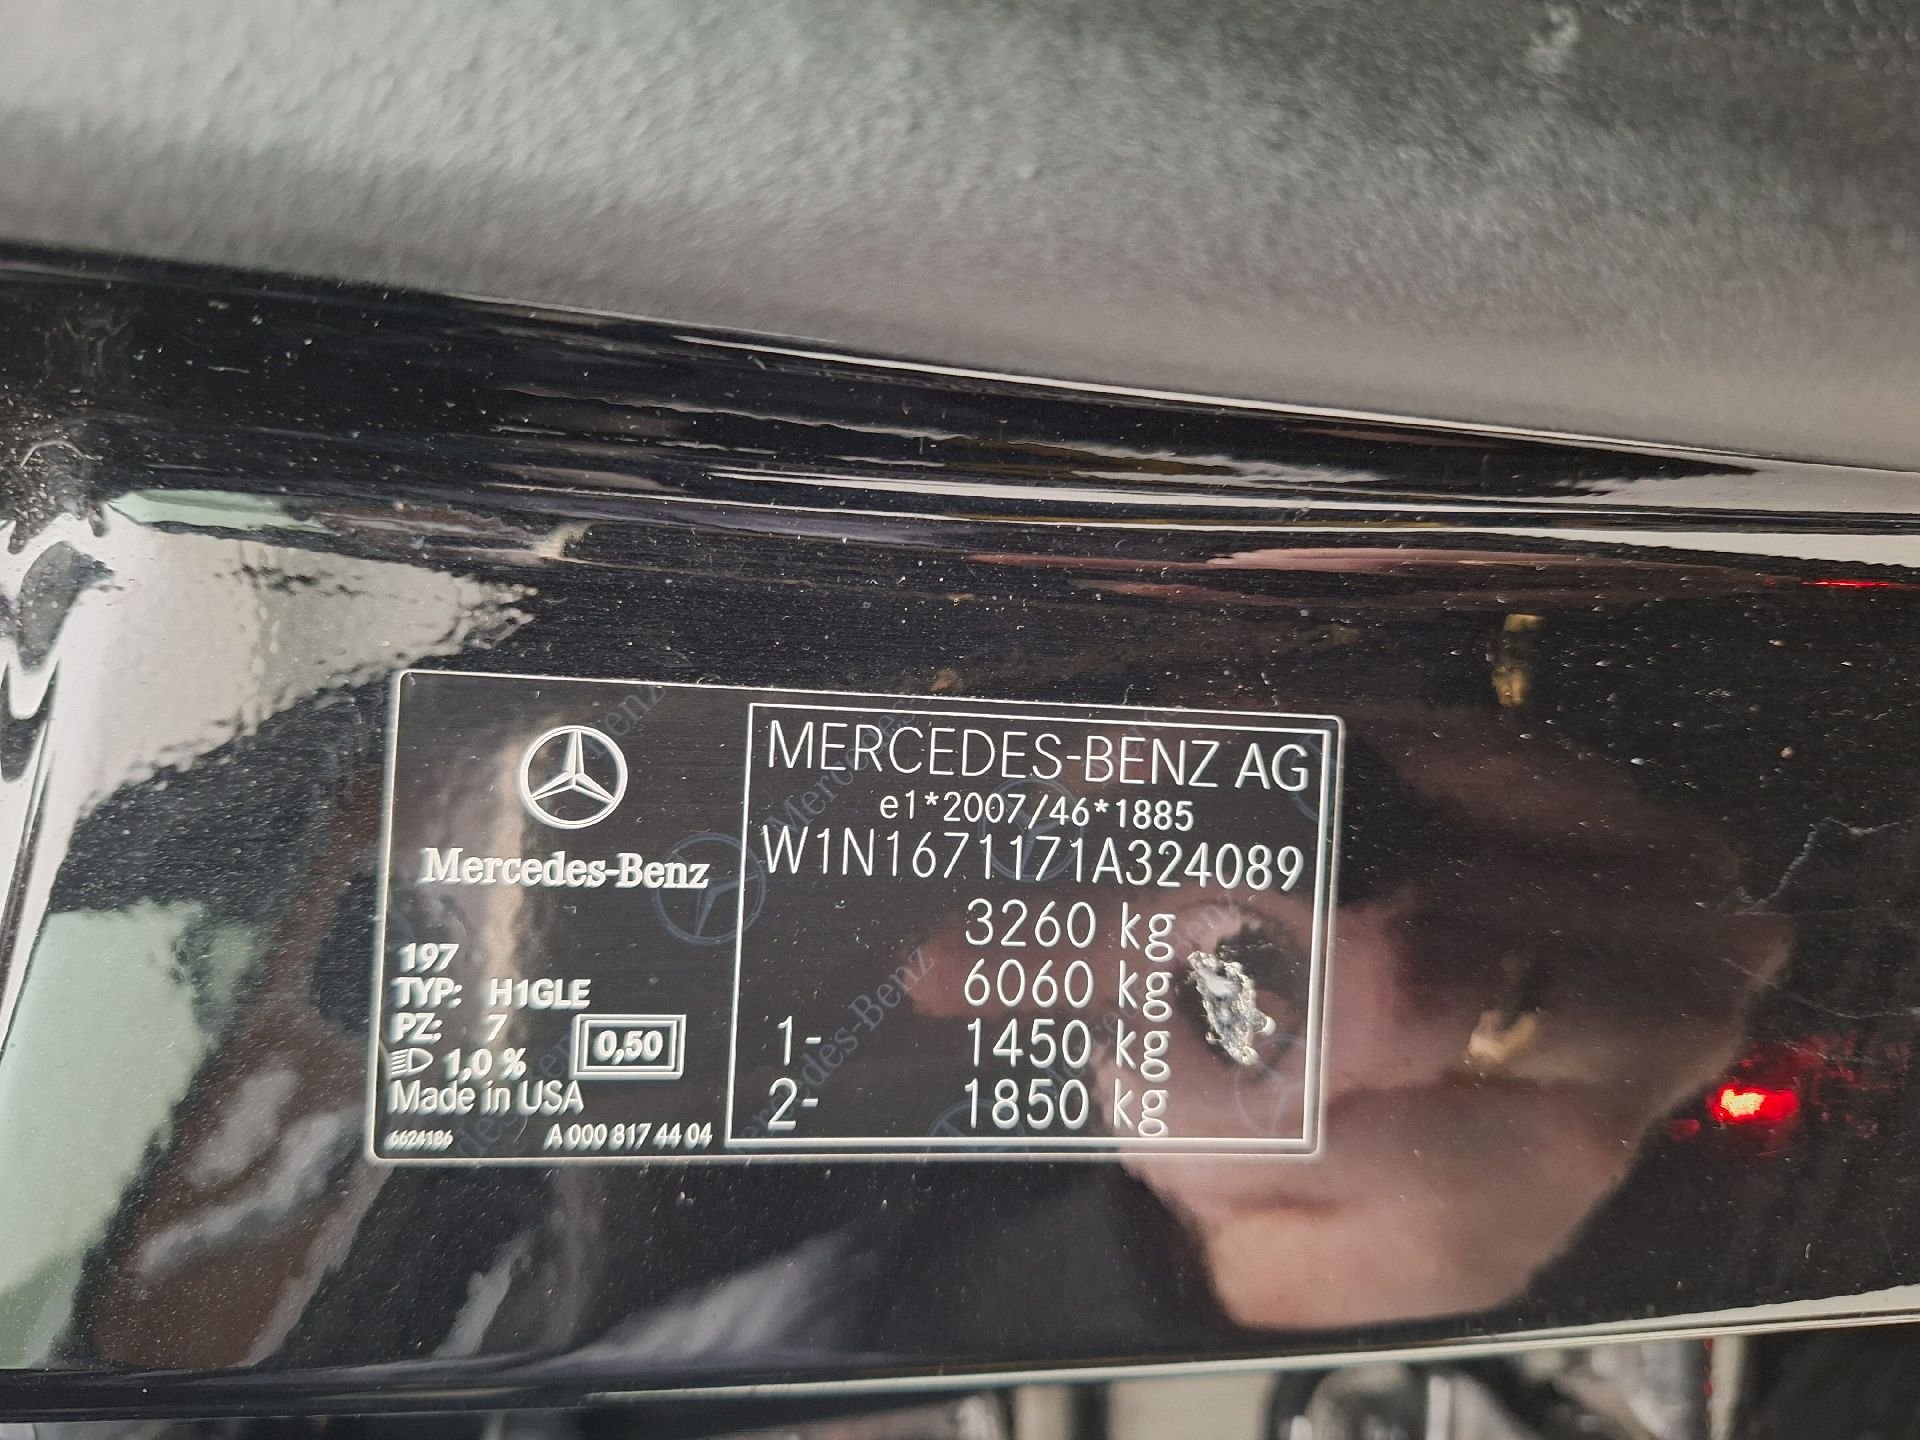 Mercedes-Benz
197
TYP: H1GLE
PZ: 7
1,0 %
0,50
Made in USA
6624186
A 000 817 44 04
MERCEDES-BENZ AG
e1*2007/46*1885
W1N1671171A324089
3260 kg
6060 kg
1- 1450 kg
2- 1850 kg